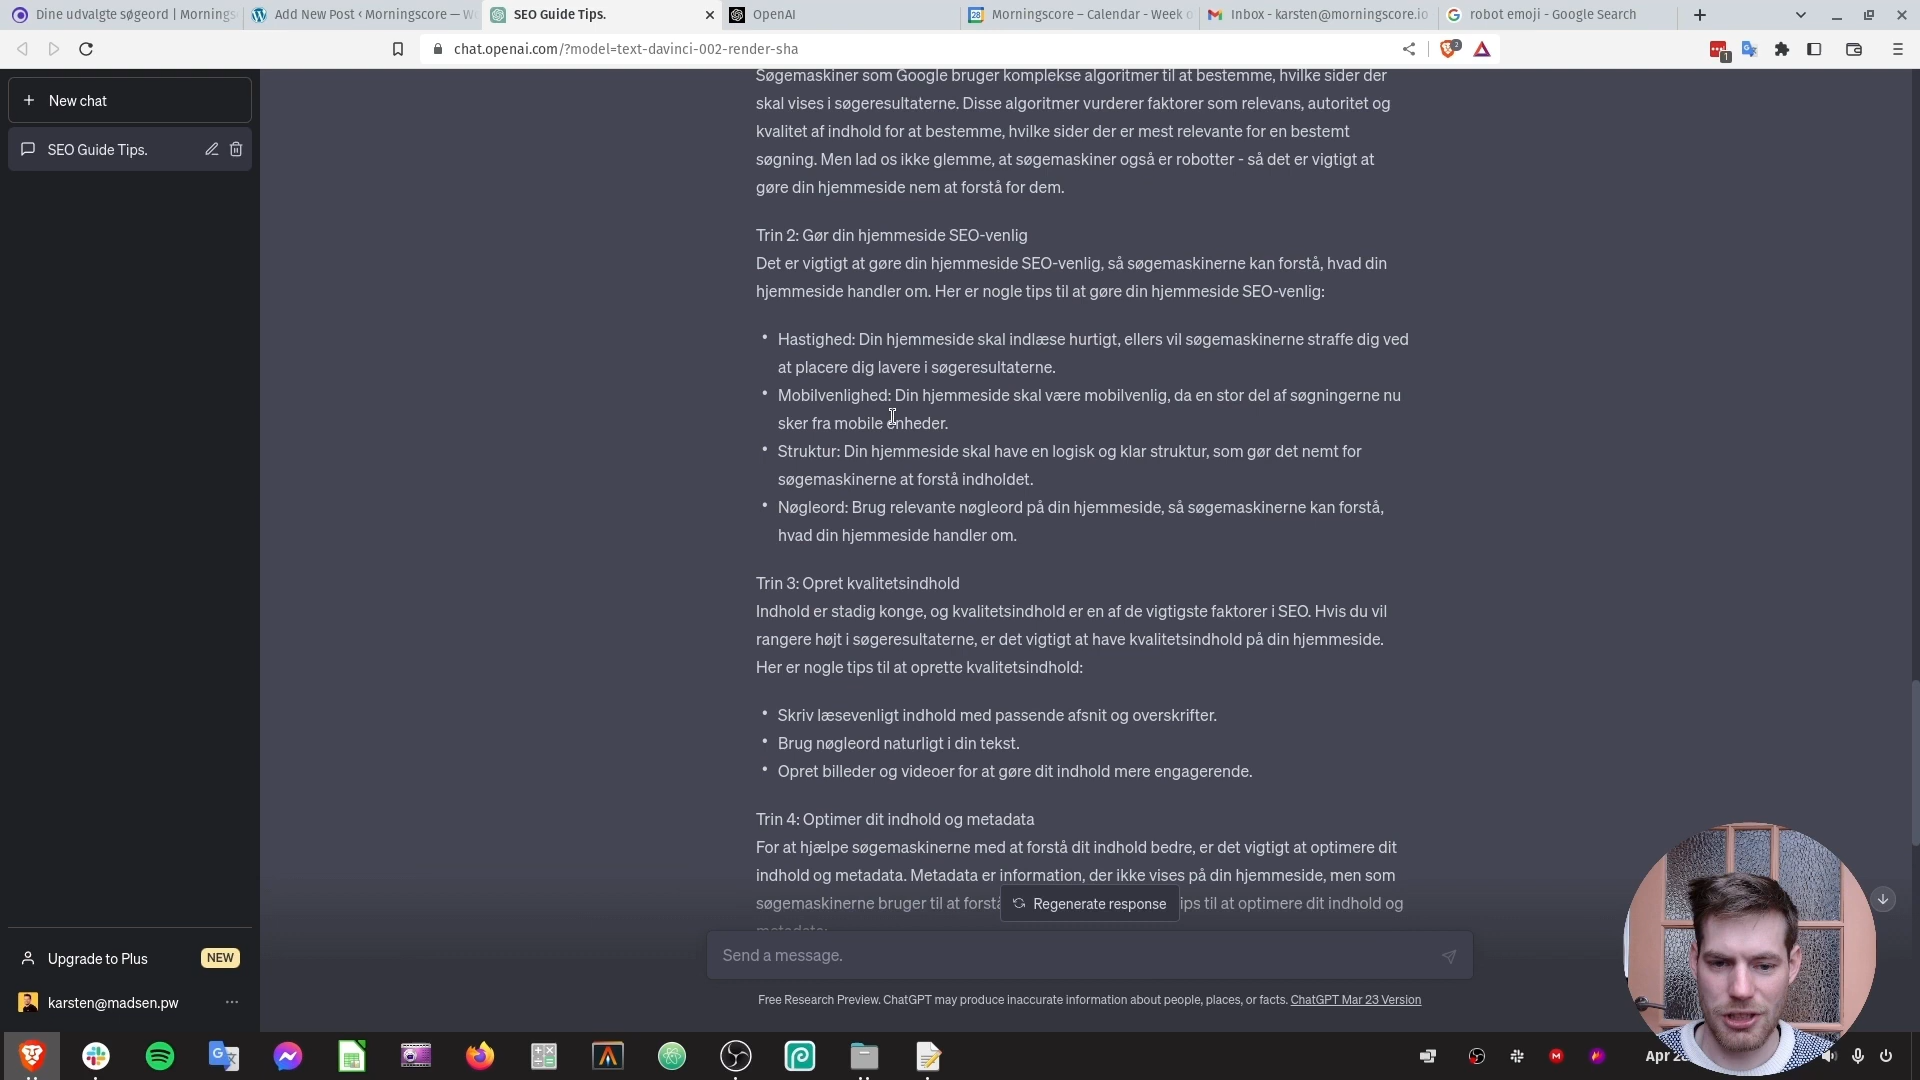 Dine udvalgte søgeord | Mornings
Add New Post ‹ Morningscore — W
SEO Guide Tips.
OpenAI
28
Morningscore – Calendar - Week o
Inbox - karsten@morningscore.io
robot emoji - Google Search
chat.openai.com/?model=text-davinci-002-render-sha
2
1
New chat
SEO Guide Tips.
Søgemaskiner som Google bruger komplekse algoritmer til at bestemme, hvilke sider der
skal vises i søgeresultaterne. Disse algoritmer vurderer faktorer som relevans, autoritet og
kvalitet af indhold for at bestemme, hvilke sider der er mest relevante for en bestemt
søgning. Men lad os ikke glemme, at søgemaskiner også er robotter - så det er vigtigt at
gøre din hjemmeside nem at forstå for dem.
Trin 2: Gør din hjemmeside SEO-venlig
Det er vigtigt at gøre din hjemmeside SEO-venlig, så søgemaskinerne kan forstå, hvad din
hjemmeside handler om. Her er nogle tips til at gøre din hjemmeside SEO-venlig:
• Hastighed: Din hjemmeside skal indlæse hurtigt, ellers vil søgemaskinerne straffe dig ved
at placere dig lavere i søgeresultaterne.
• Mobilvenlighed: Din hjemmeside skal være mobilvenlig, da en stor del af søgningerne nu
sker fra mobile enheder.
• Struktur: Din hjemmeside skal have en logisk og klar struktur, som gør det nemt for
søgemaskinerne at forstå indholdet.
• Nøgleord: Brug relevante nøgleord på din hjemmeside, så søgemaskinerne kan forstå,
hvad din hjemmeside handler om.
Trin 3: Opret kvalitetsindhold
Indhold er stadig konge, og kvalitetsindhold er en af de vigtigste faktorer i SEO. Hvis du vil
rangere højt i søgeresultaterne, er det vigtigt at have kvalitetsindhold på din hjemmeside.
Her er nogle tips til at oprette kvalitetsindhold:
• Skriv læsevenligt indhold med passende afsnit og overskrifter.
• Brug nøgleord naturligt i din tekst.
• Opret billeder og videoer for at gøre dit indhold mere engagerende.
Trin 4: Optimer dit indhold og metadata
For at hjælpe søgemaskinerne med at forstå dit indhold bedre, er det vigtigt at optimere dit
indhold og metadata. Metadata er information, der ikke vises på din hjemmeside, men som
søgemaskinerne bruger til at forstå
ips til at optimere dit indhold og
metadata:
Regenerate response
Send a message.
Free Research Preview. ChatGPT may produce inaccurate information about people, places, or facts. ChatGPT Mar 23 Version
Upgrade to Plus
NEW
karsten@madsen.pw
Apr